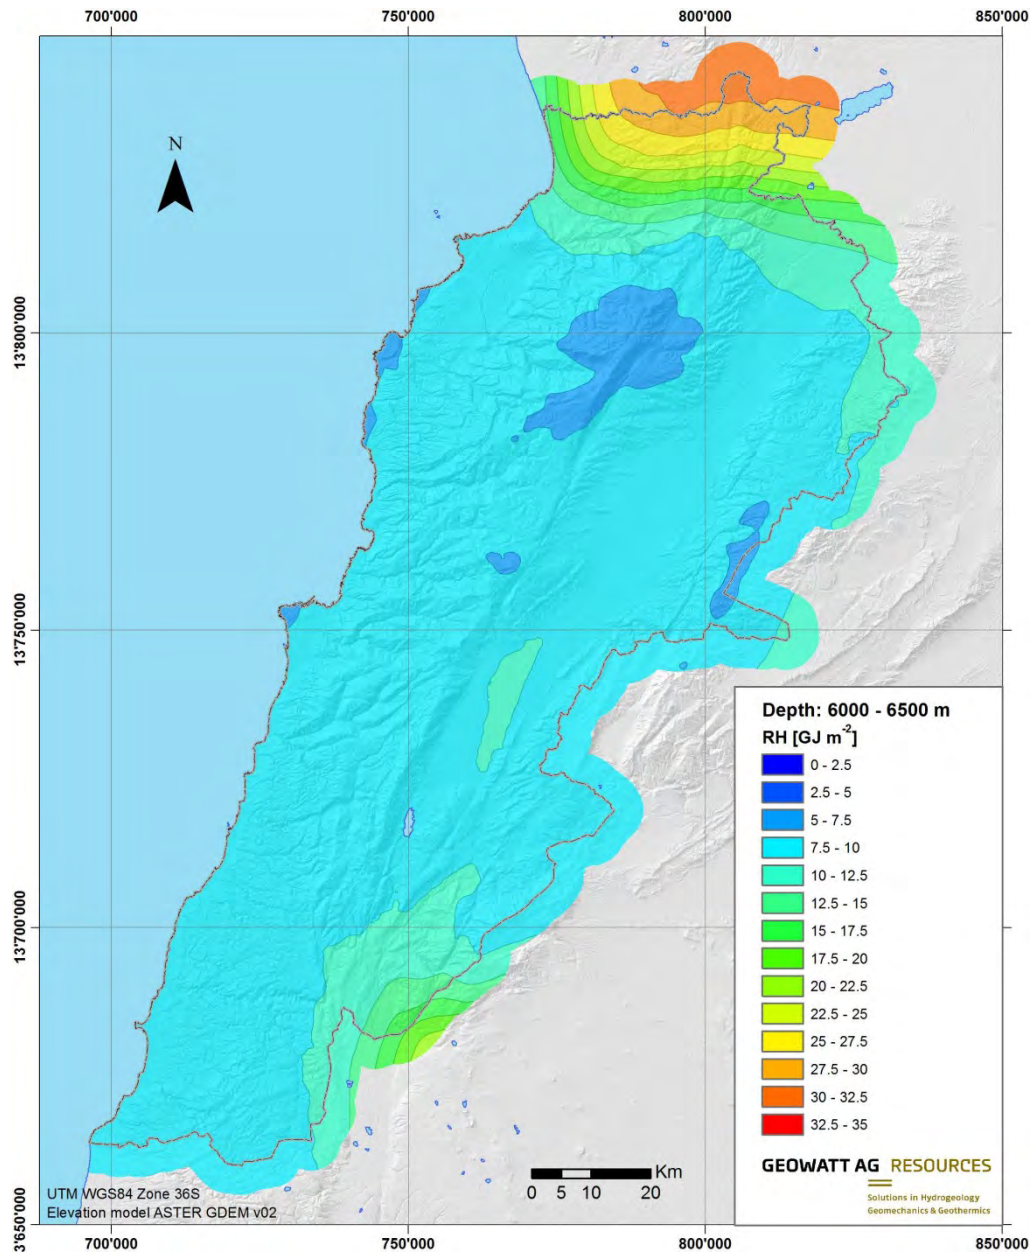 700'000
750'000
800'000
850'000
N
13'800'000
13'750'000
13'700'000
3'650'000
Depth: 6000 - 6500 m
RH [GJ m⁻²]
0 - 2.5
2.5 - 5
5 - 7.5
7.5 - 10
10 - 12.5
12.5 - 15
15 - 17.5
17.5 - 20
20 - 22.5
22.5 - 25
25 - 27.5
27.5 - 30
30 - 32.5
32.5 - 35
GEOWATT AG RESOURCES
Solutions in Hydrogeology
Geomechanics & Geothermics
Km
0 5 10 20
UTM WGS84 Zone 36S
Elevation model ASTER GDEM v02
700'000
750'000
800'000
850'000